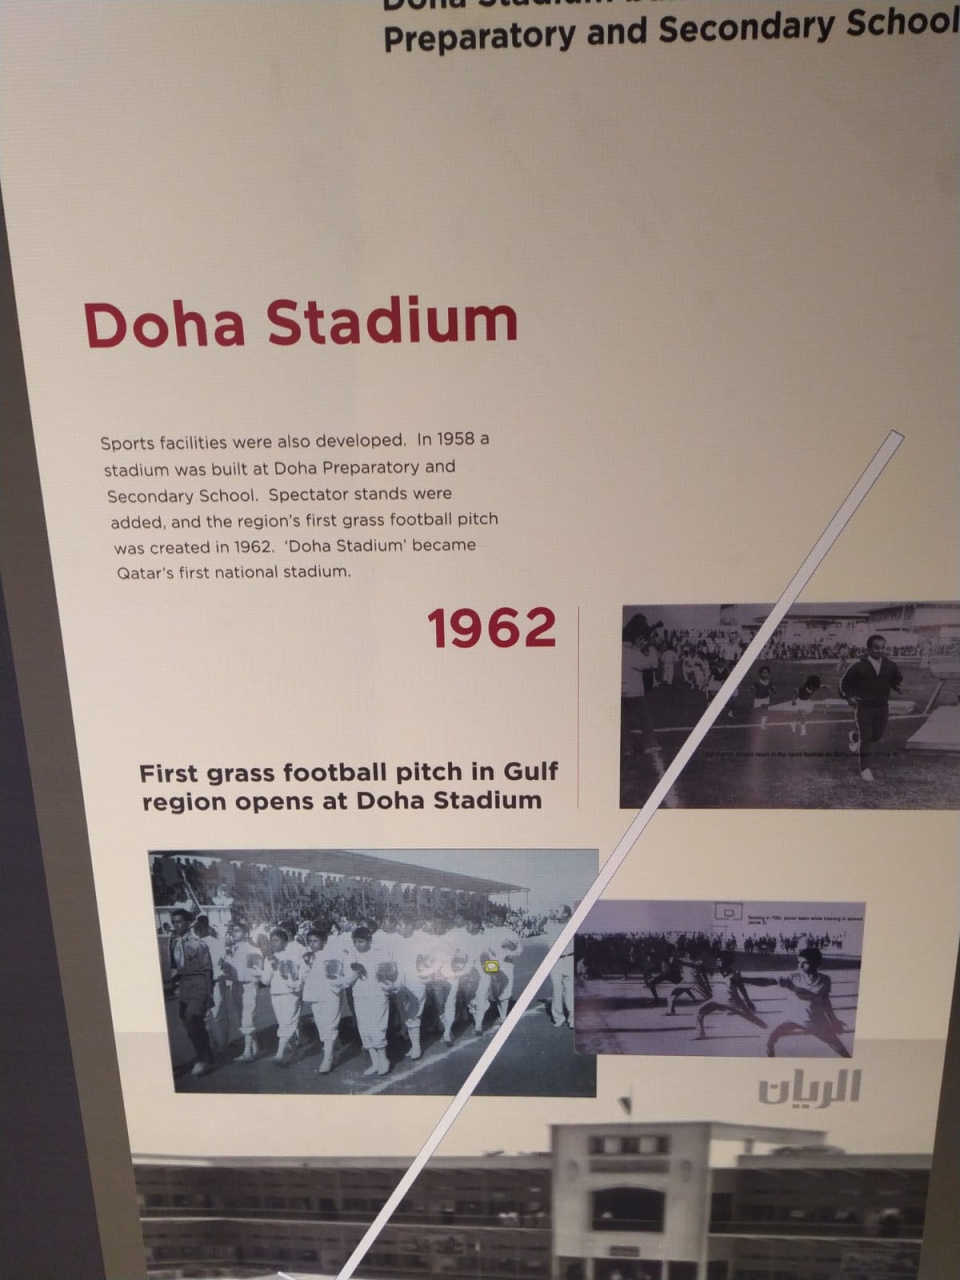 Doha Stadium
Preparatory and Secondary School
Doha Stadium
Sports facilities were also developed. In 1958 a
stadium was built at Doha Preparatory and
Secondary School. Spectator stands were
added, and the region's first grass football pitch
was created in 1962. 'Doha Stadium' became
Qatar's first national stadium.
1962
First grass football pitch in Gulf
region opens at Doha Stadium
الريان